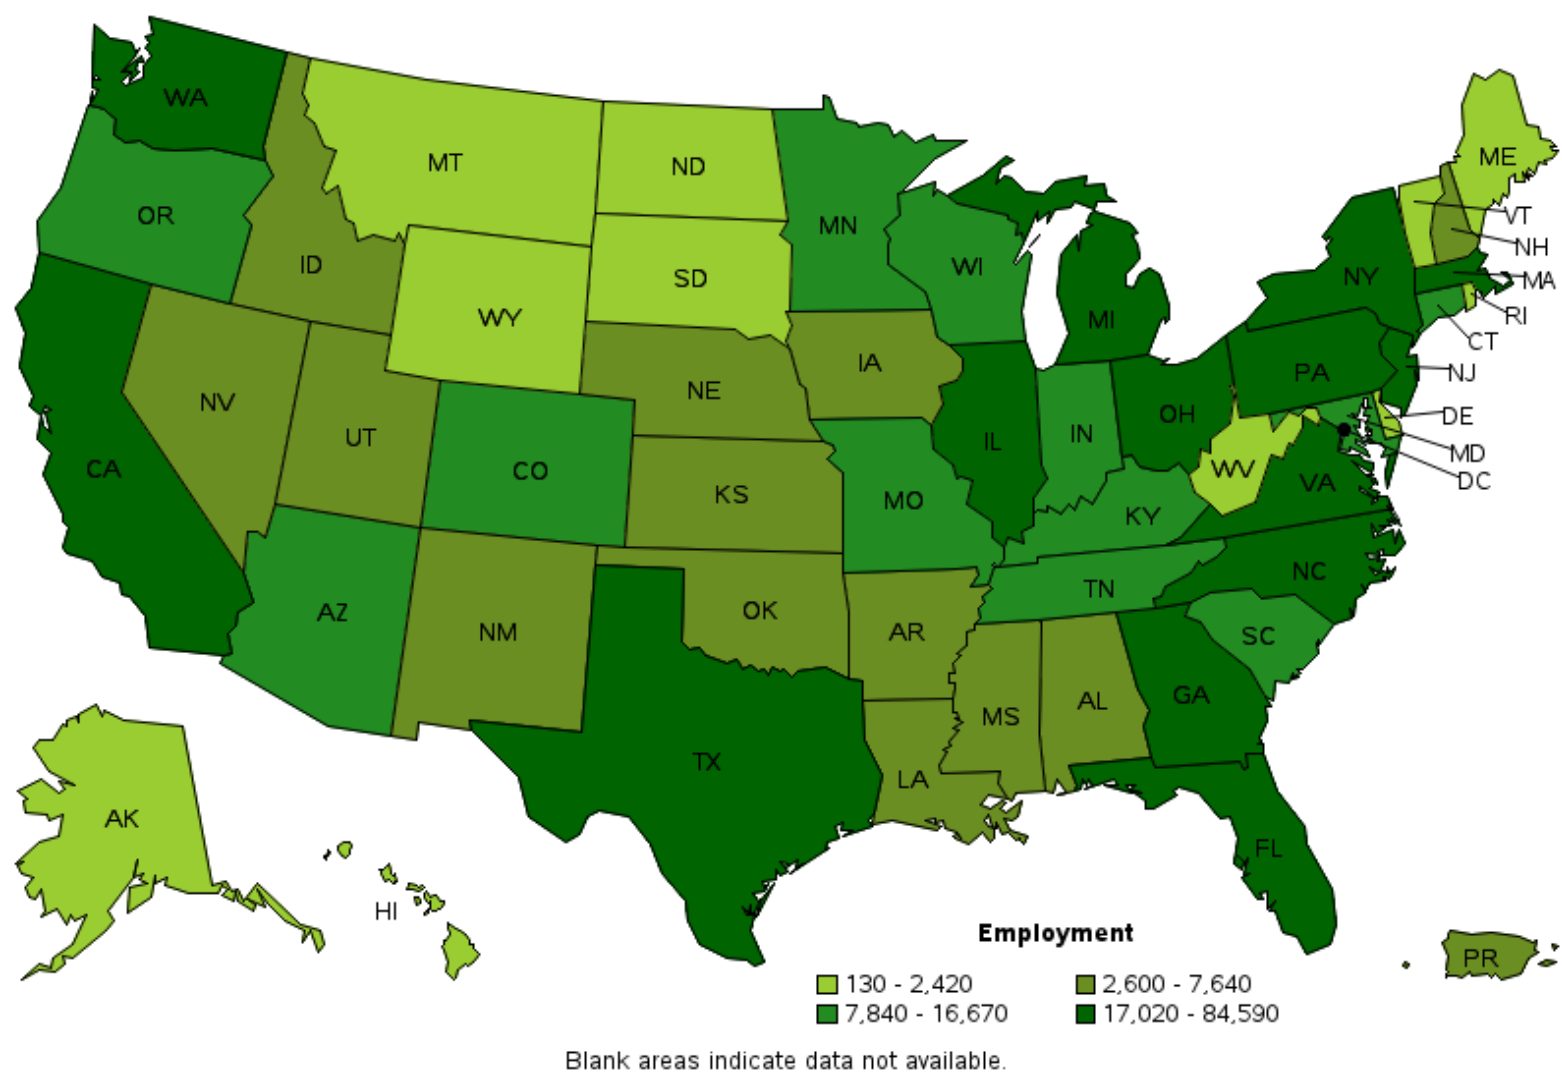 WA
MT
ND
ME
OR
MN
VT
ID
WI
NH
SD
NY
MA
WY
MI
RI
CT
IA
PA
NJ
NE
NV
OH
DE
UT
IL
IN
MD
CA
CO
WV
DC
KS
VA
MO
KY
NC
TN
AZ
OK
NM
AR
SC
GA
MS
AL
TX
LA
AK
FL
HI
PR
Employment
130 - 2,420 2,600 - 7,640
7,840 - 16,670 17,020 - 84,590
Blank areas indicate data not available.